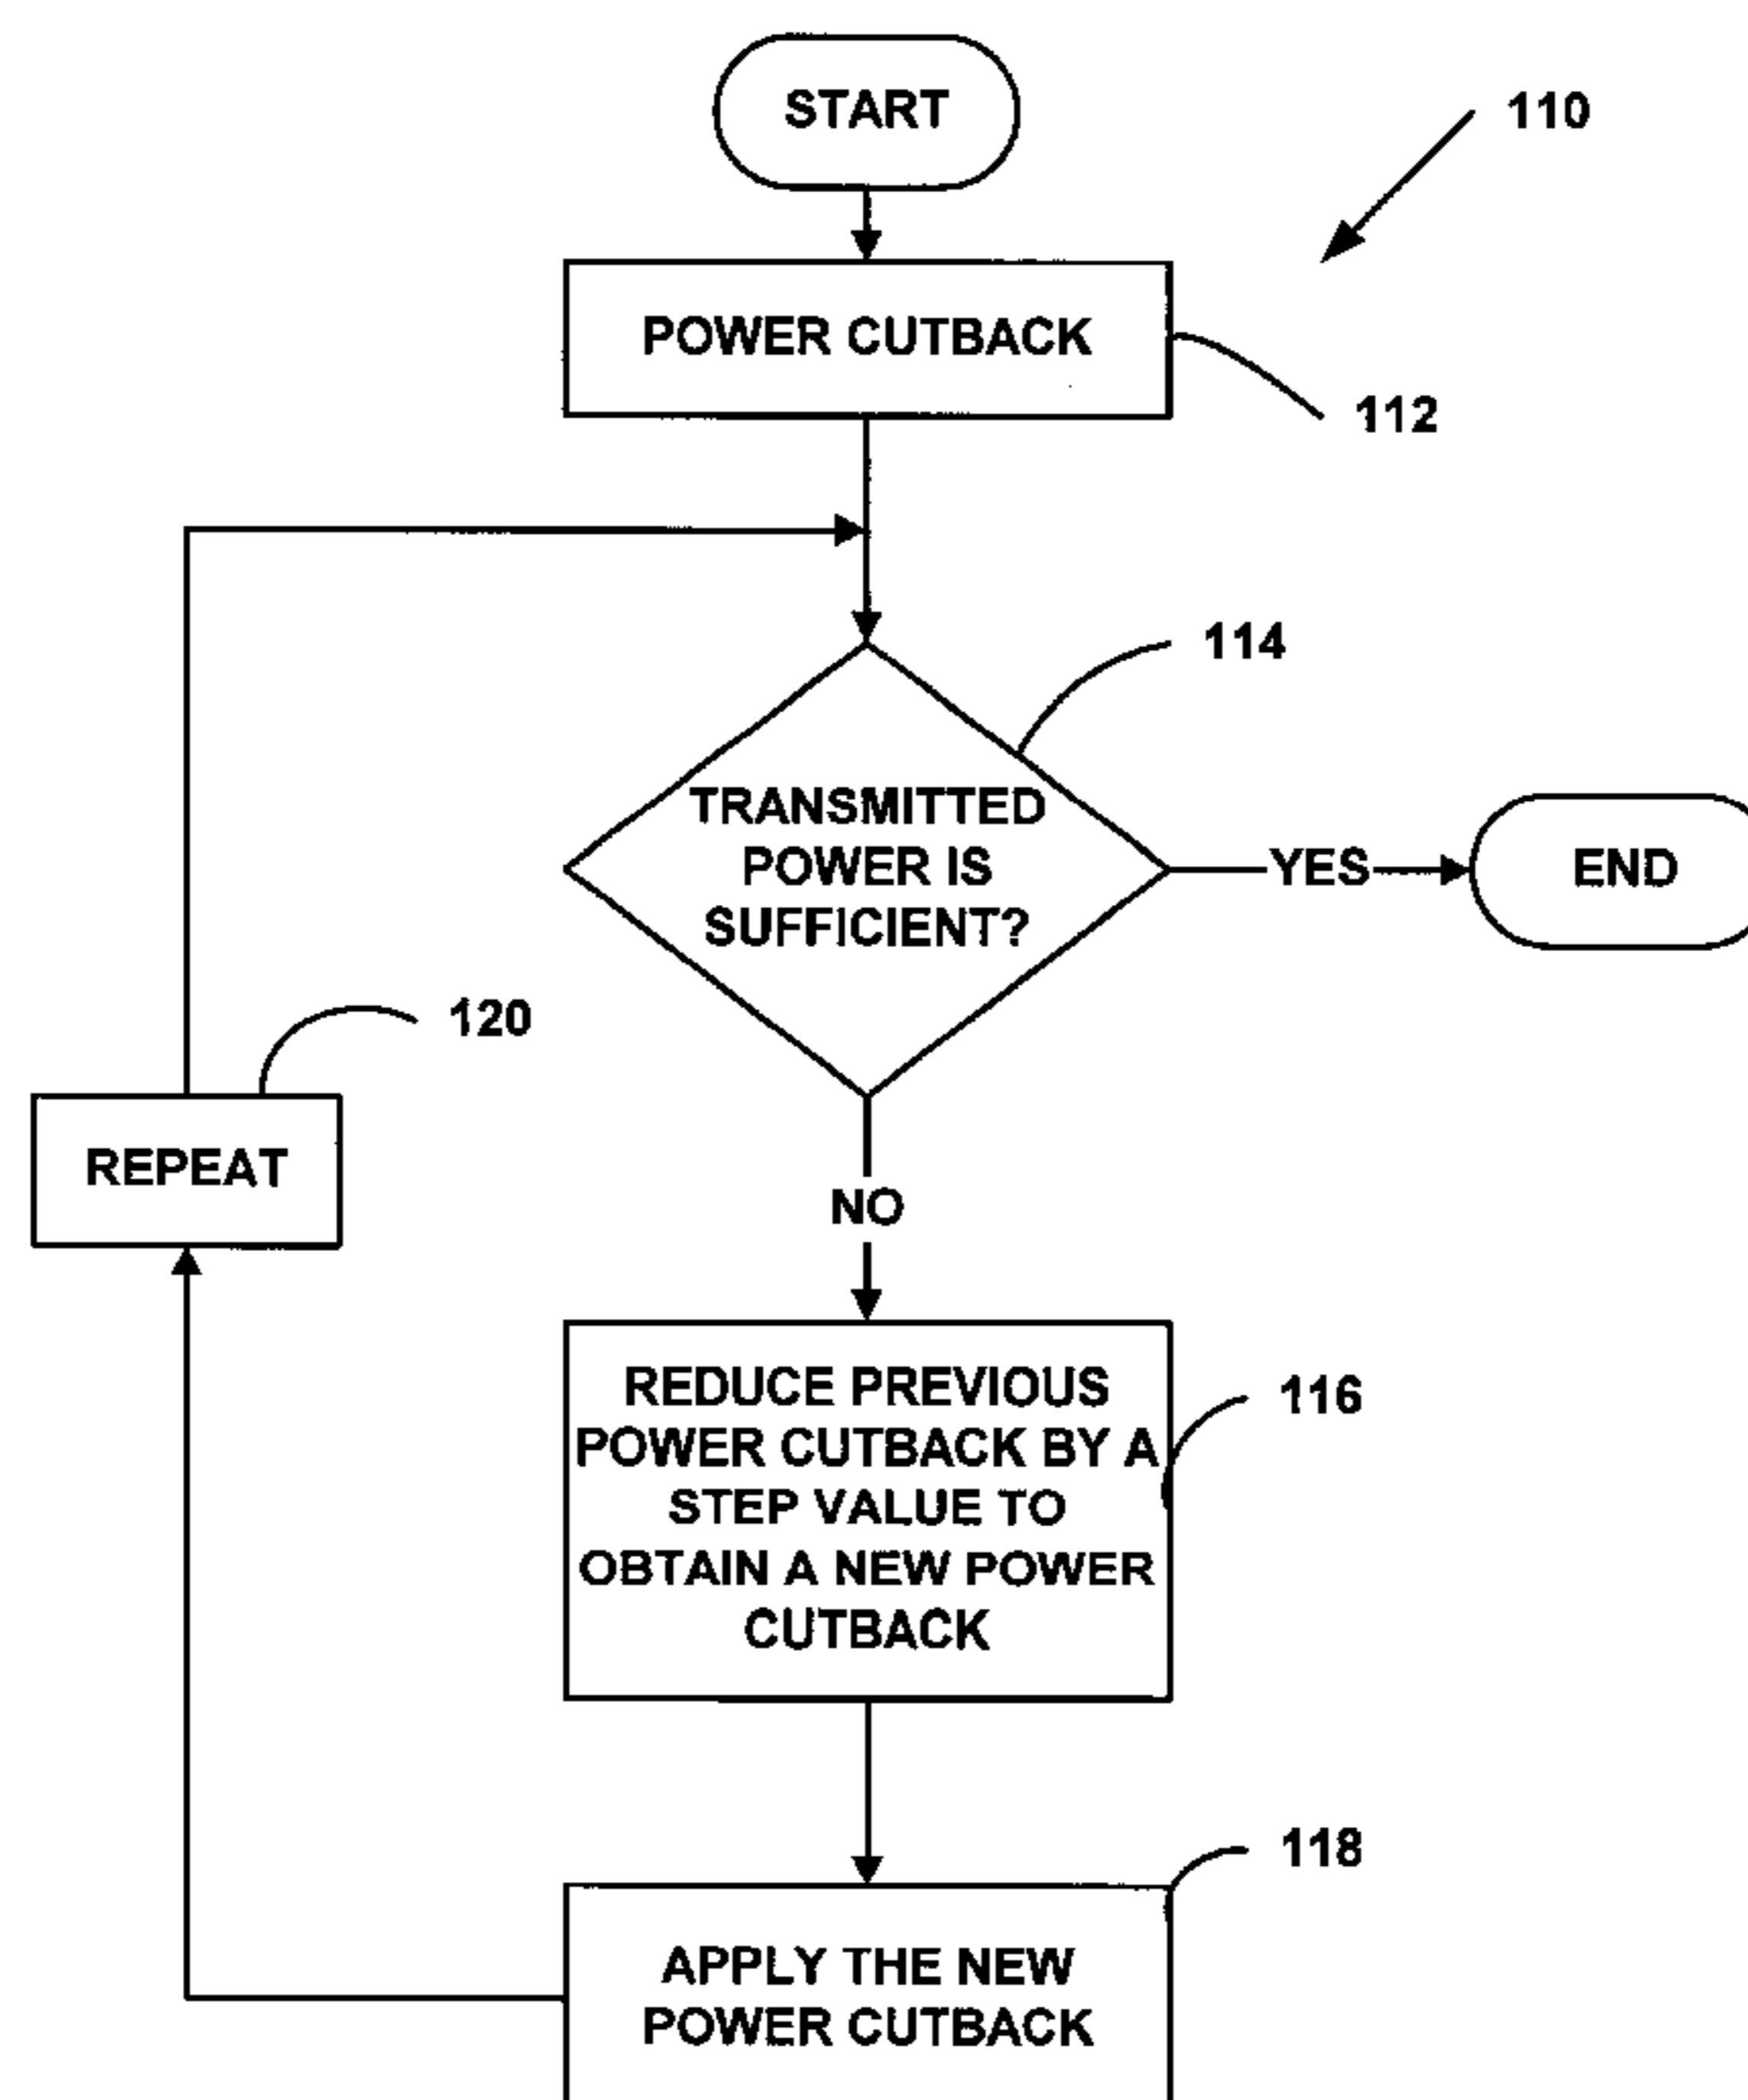 START
110
POWER CUTBACK
112
114
TRANSMITTED
POWER IS
SUFFICIENT?
YES
END
120
REPEAT
NO
REDUCE PREVIOUS
POWER CUTBACK BY A
STEP VALUE TO
OBTAIN A NEW POWER
CUTBACK
116
118
APPLY THE NEW
POWER CUTBACK